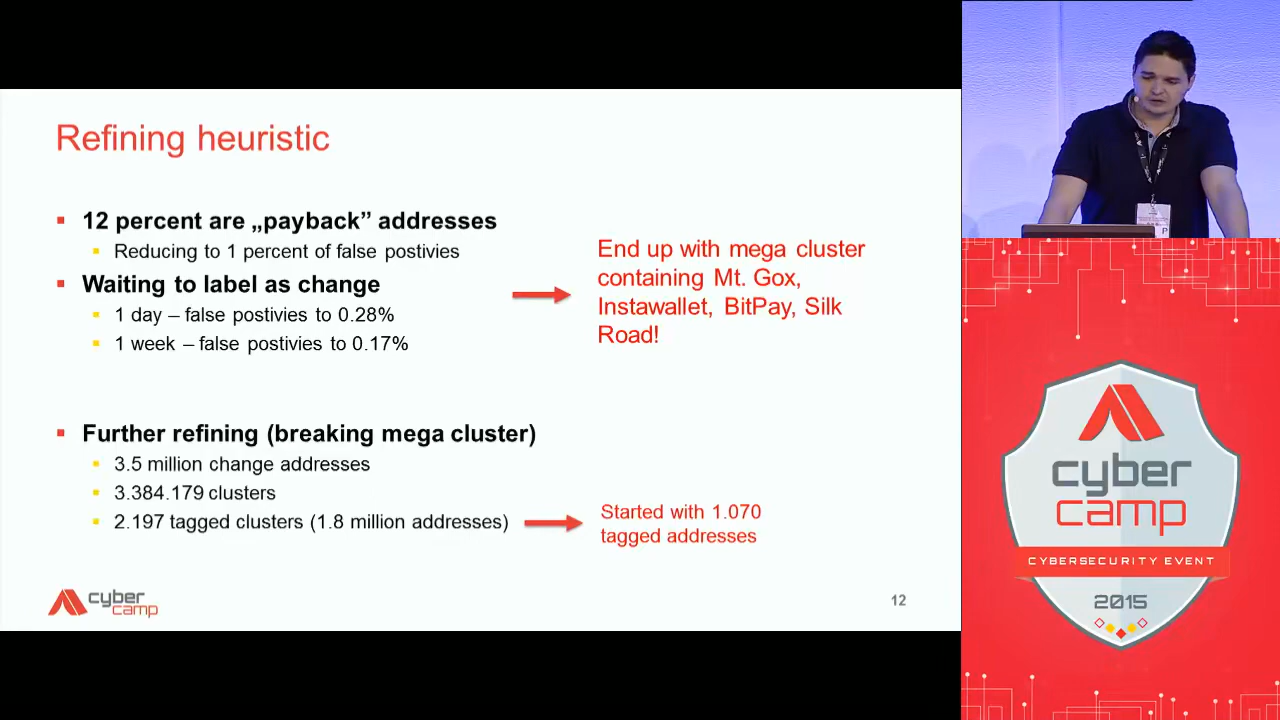 Refining heuristic
12 percent are „payback” addresses
Reducing to 1 percent of false postivies
Waiting to label as change
1 day – false postivies to 0.28%
1 week – false postivies to 0.17%
End up with mega cluster
containing Mt. Gox,
Instawallet, BitPay, Silk
Road!
Further refining (breaking mega cluster)
3.5 million change addresses
3.384.179 clusters
2.197 tagged clusters (1.8 million addresses)
Started with 1.070
tagged addresses
cyber
camp
12
P
cyber
camp
CYBERSECURITY EVENT
2015